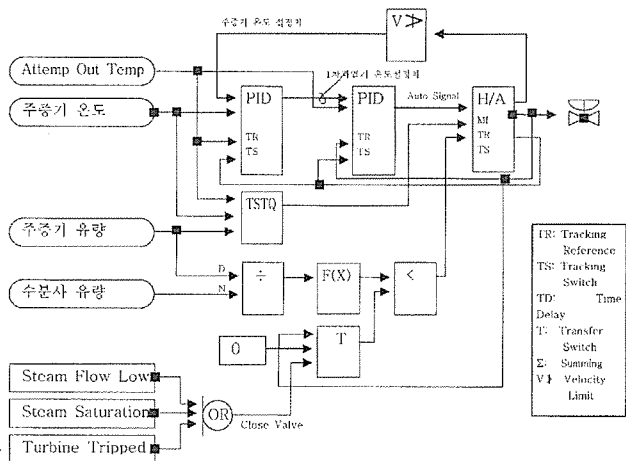 주증기 온도 설정치
V≯
Attemp Out Temp
1차과열기 온도설정치
PID
PID
Auto Signal
H/A
주증기 온도
MI
TR
TS
TR
TS
TR
TS
TSTQ
주증기 유량
D
N
÷
F(X)
<
수분사 유량
0
T
Steam Flow Low
Steam Saturation
OR
Close Valve
Turbine Tripped
TR: Tracking
Reference
TS: Tracking
Switch
TD: Time
Delay
T: Transfer
Switch
Σ: Summing
V≯ Velocity
Limit